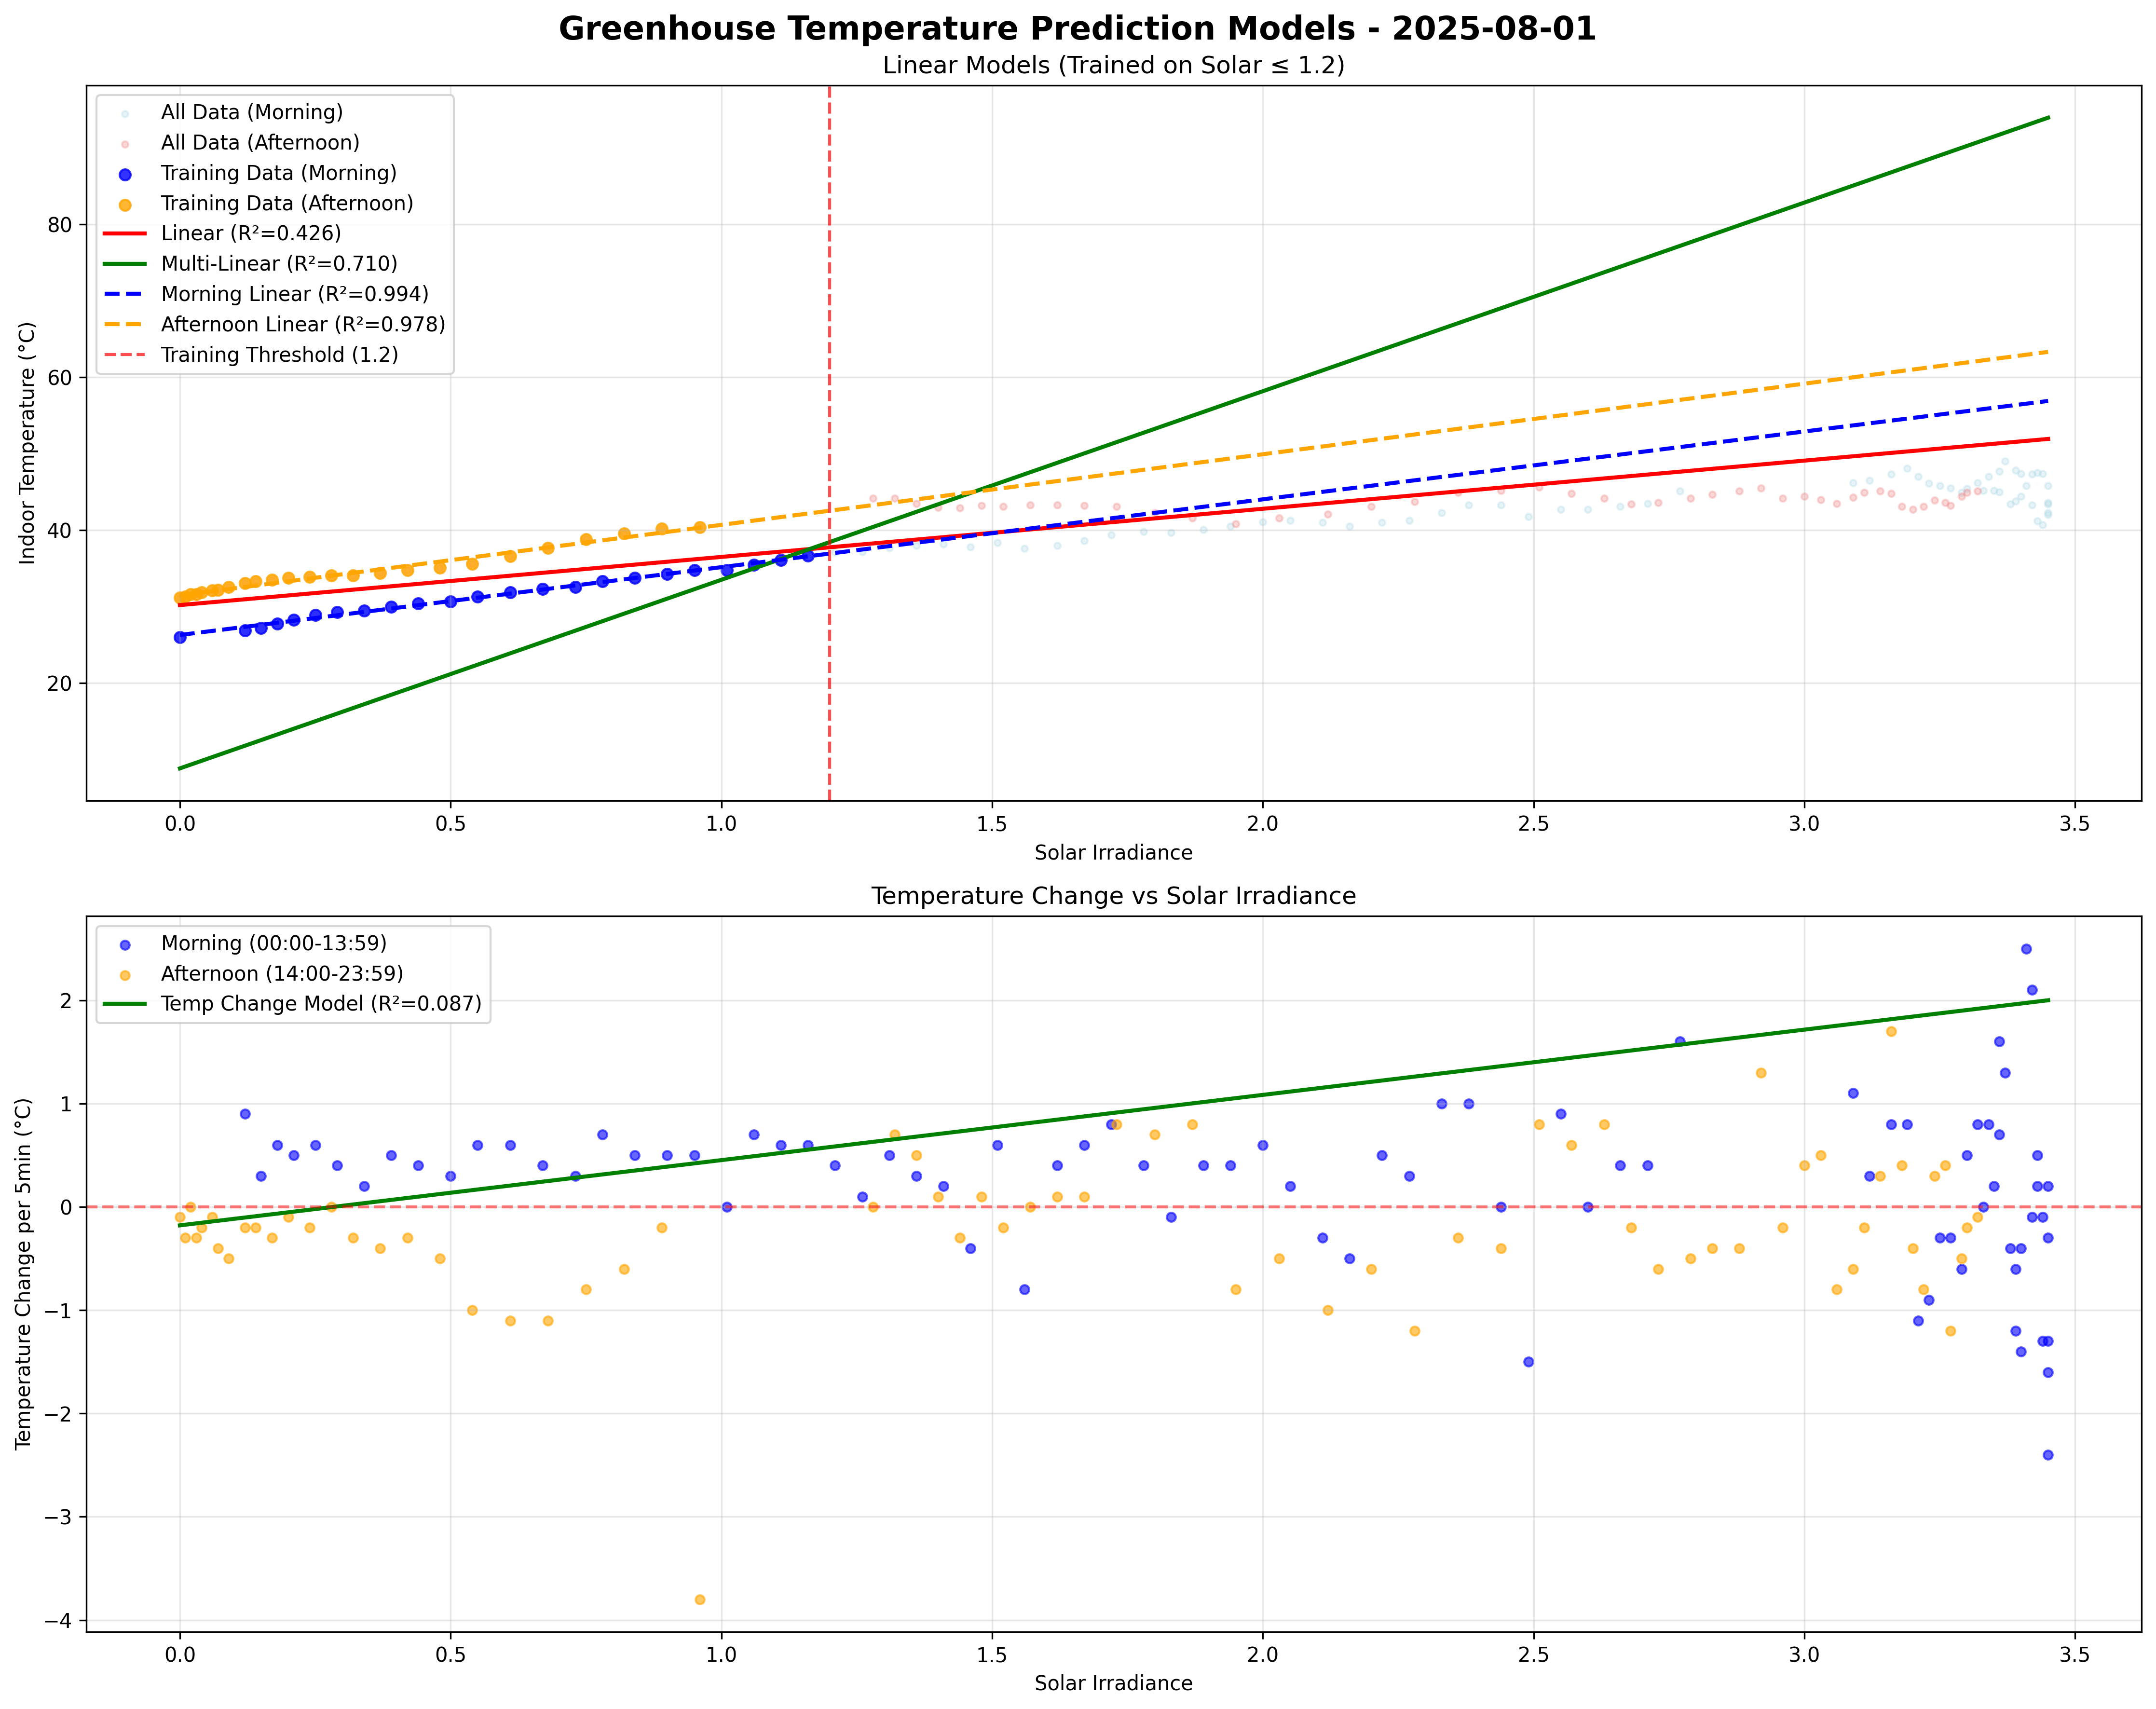 Greenhouse Temperature Prediction Models - 2025-08-01
Linear Models (Trained on Solar ≤ 1.2)
All Data (Morning)
All Data (Afternoon)
Training Data (Morning)
Training Data (Afternoon)
Linear (R²=0.426)
Multi-Linear (R²=0.710)
Morning Linear (R²=0.994)
Afternoon Linear (R²=0.978)
Training Threshold (1.2)
Indoor Temperature (°C)
80
60
40
20
0.0 0.5 1.0 1.5 2.0 2.5 3.0 3.5
Solar Irradiance
Temperature Change vs Solar Irradiance
Morning (00:00-13:59)
Afternoon (14:00-23:59)
Temp Change Model (R²=0.087)
Temperature Change per 5min (°C)
2
1
0
−1
−2
−3
−4
0.0 0.5 1.0 1.5 2.0 2.5 3.0 3.5
Solar Irradiance